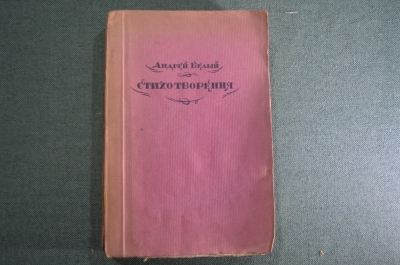 Андрей Белый
Стихотворения